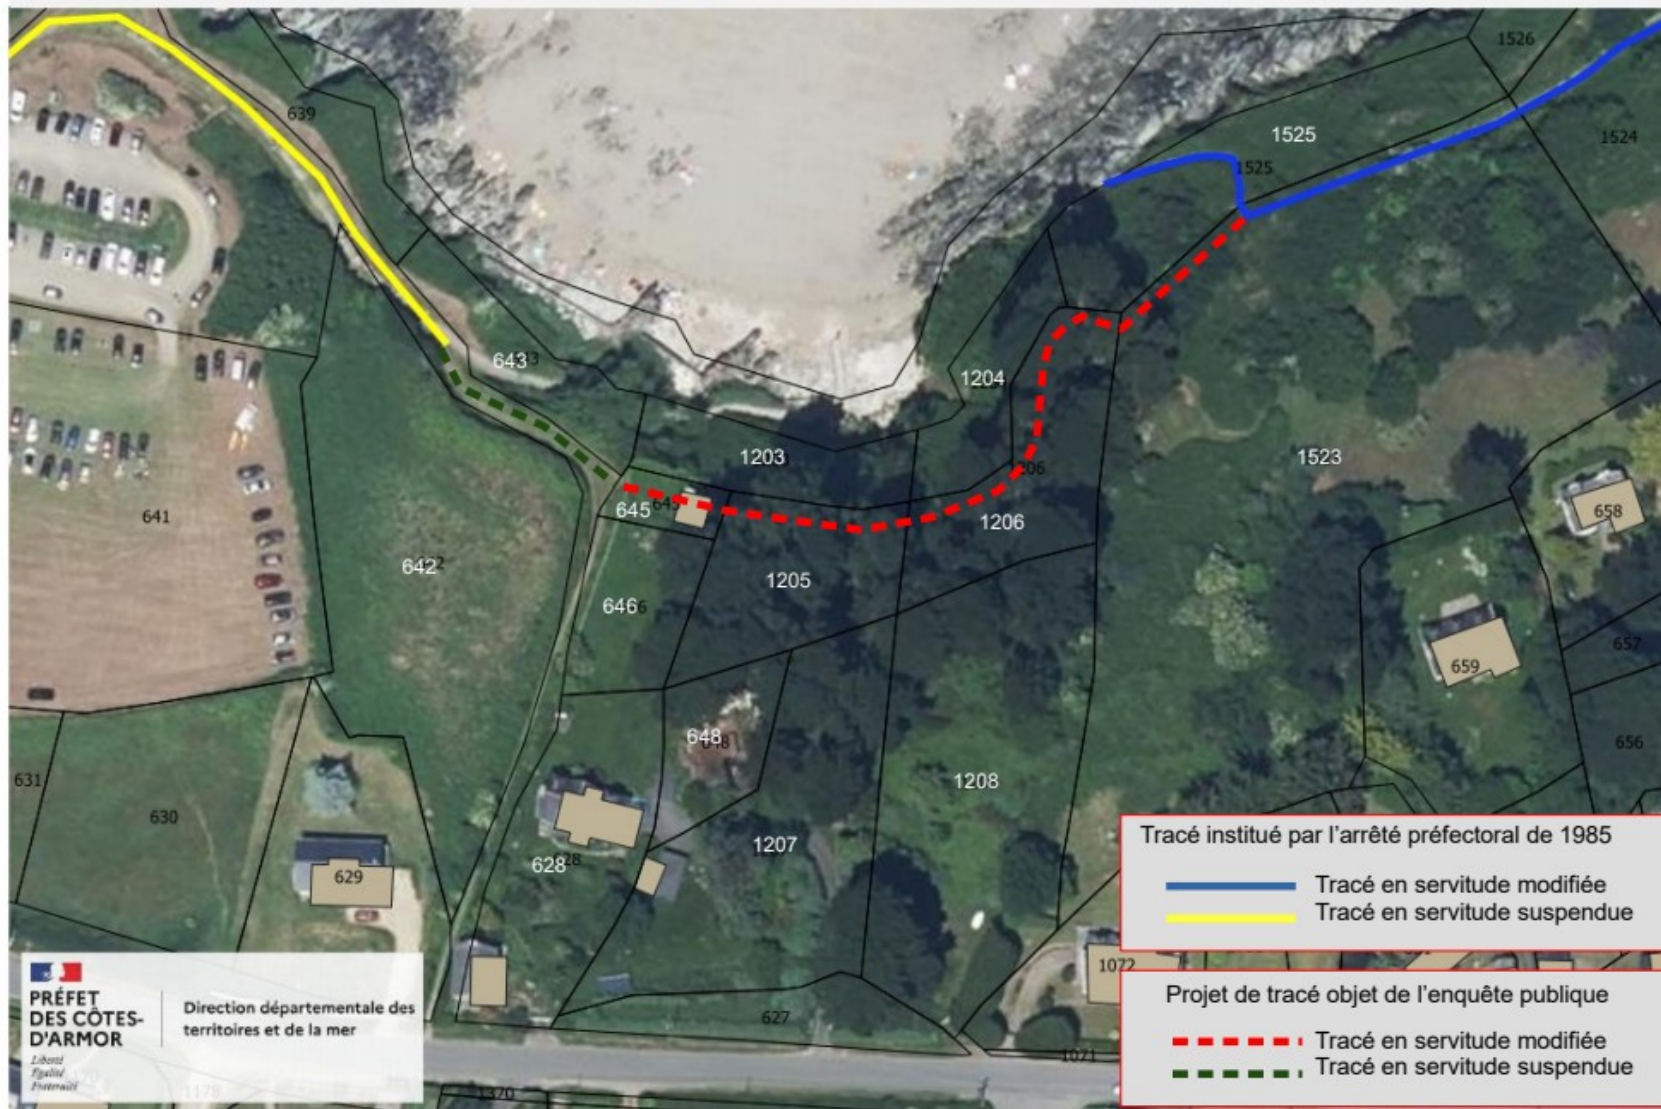 1526
1525
1524
639
1525
643
1204
1203
1523
206
645
1206
658
641
642
1205
646
657
659
648
656
631
1208
630
1207
628
629
Tracé institué par l'arrêté préfectoral de 1985
Tracé en servitude modifiée
Tracé en servitude suspendue
1072
Projet de tracé objet de l'enquête publique
Tracé en servitude modifiée
Tracé en servitude suspendue
627
1071
PRÉFET
DES CÔTES-
D'ARMOR
Liberté
Égalité
Fraternité
Direction départementale des
territoires et de la mer
1178
1370